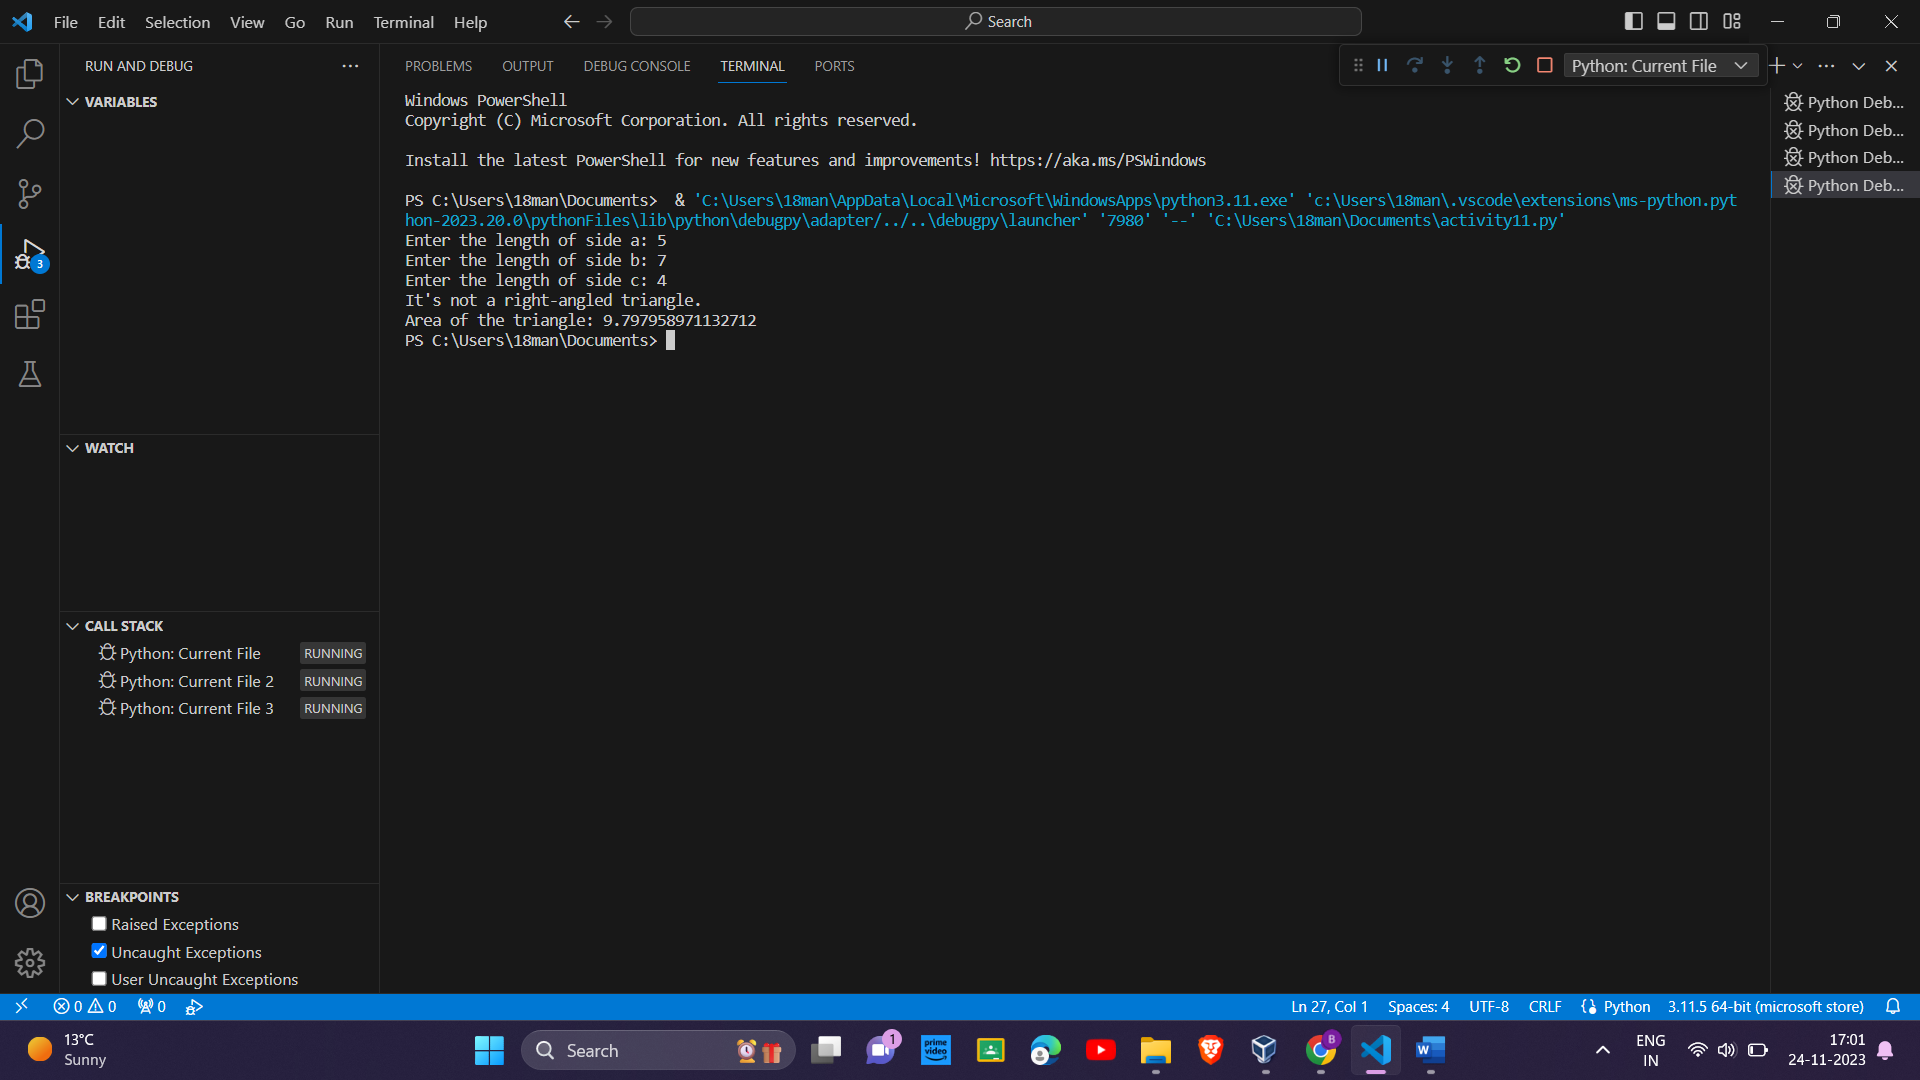 File Edit Selection View Go Run Terminal Help
Search
RUN AND DEBUG
VARIABLES
WATCH
CALL STACK
Python: Current File RUNNING
Python: Current File 2 RUNNING
Python: Current File 3 RUNNING
BREAKPOINTS
Raised Exceptions
Uncaught Exceptions
User Uncaught Exceptions
3
PROBLEMS OUTPUT DEBUG CONSOLE TERMINAL PORTS
Python: Current File
Windows PowerShell
Copyright (C) Microsoft Corporation. All rights reserved.
Install the latest PowerShell for new features and improvements! https://aka.ms/PSWindows
PS C:\Users\18man\Documents>  & 'C:\Users\18man\AppData\Local\Microsoft\WindowsApps\python3.11.exe' 'c:\Users\18man\.vscode\extensions\ms-python.pyt
hon-2023.20.0\pythonFiles\lib\python\debugpy\adapter/../..\debugpy\launcher' '7980' '--' 'C:\Users\18man\Documents\activity11.py'
Enter the length of side a: 5
Enter the length of side b: 7
Enter the length of side c: 4
It's not a right-angled triangle.
Area of the triangle: 9.797958971132712
PS C:\Users\18man\Documents>
Python Deb...
Python Deb...
Python Deb...
Python Deb...
0 0 0
Ln 27, Col 1 Spaces: 4 UTF-8 CRLF Python 3.11.5 64-bit (microsoft store)
13°C
Sunny
Search
1
prime
video
B
W
ENG
IN
17:01
24-11-2023